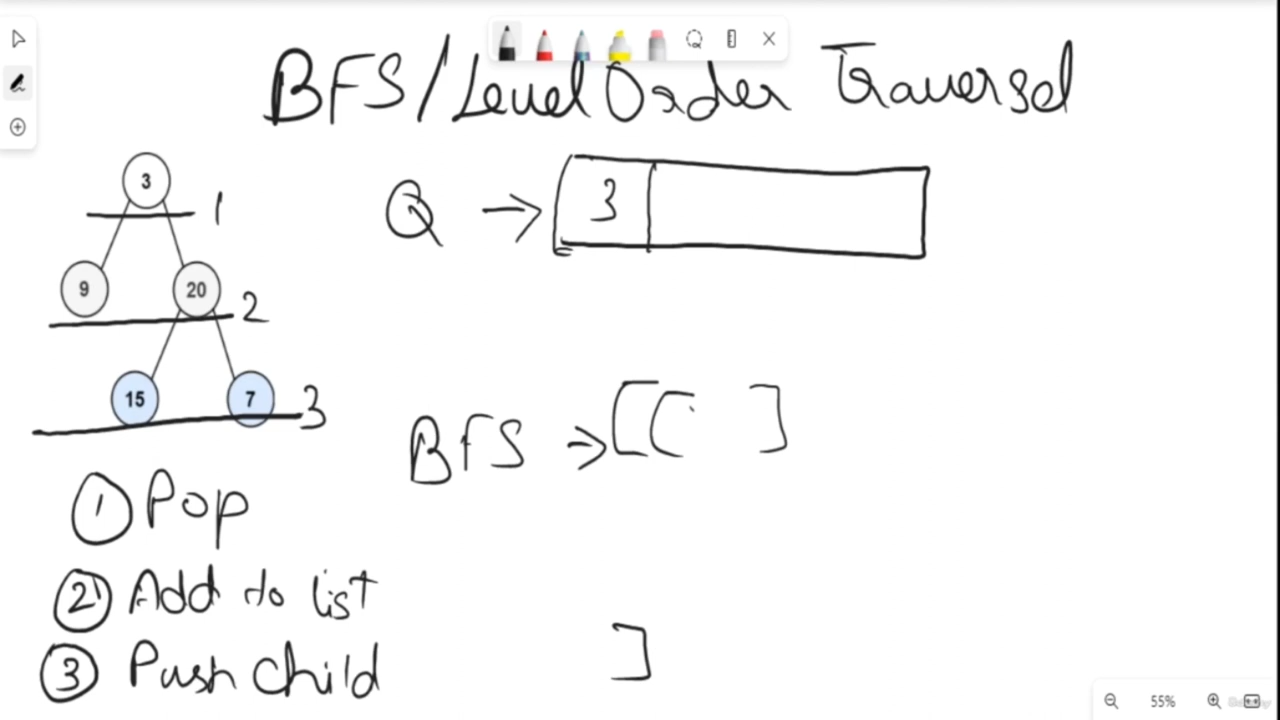 BFS/Level Order Traversal
3
1
Q → 3
9 20
2
15 7
3
BFS ⇒ [[ ]
① Pop
② Add to list
③ Push child
]
55%